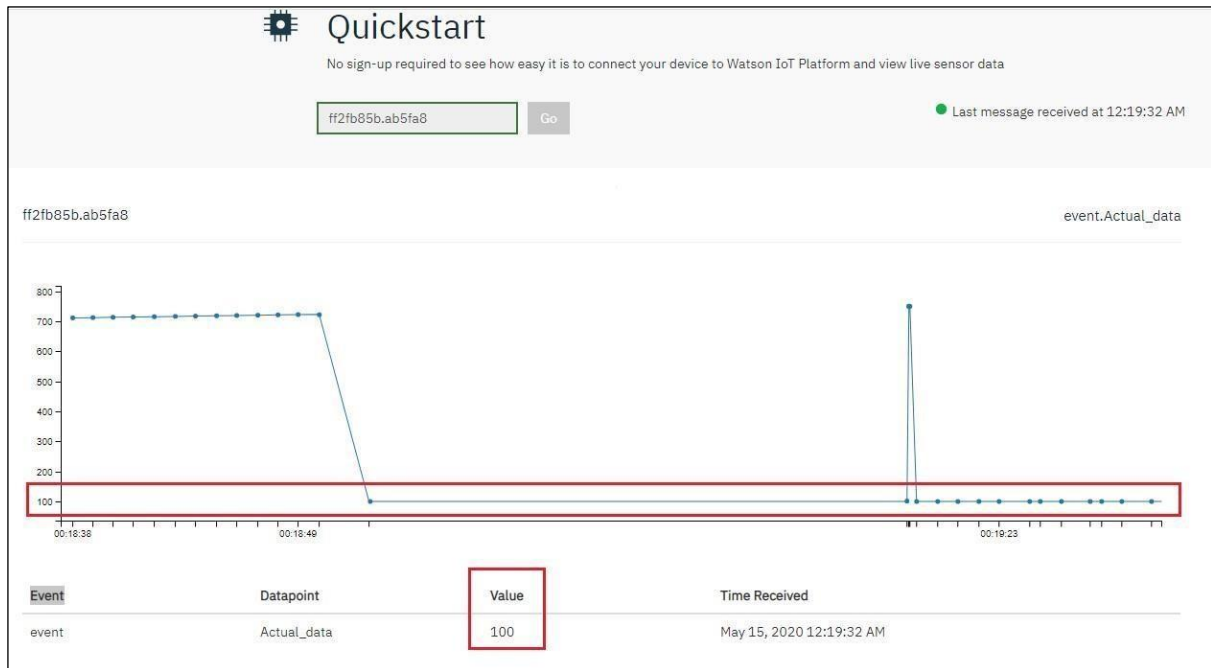 Quickstart
No sign-up required to see how easy it is to connect your device to Watson IoT Platform and view live sensor data
ff2fb85b.ab5fa8
Go
Last message received at 12:19:32 AM
ff2fb85b.ab5fa8
event.Actual_data
800
700
600
500
400
300
200
100
00:18:38
00:18:49
00:19:23
Event Datapoint Value Time Received
event Actual_data 100 May 15, 2020 12:19:32 AM